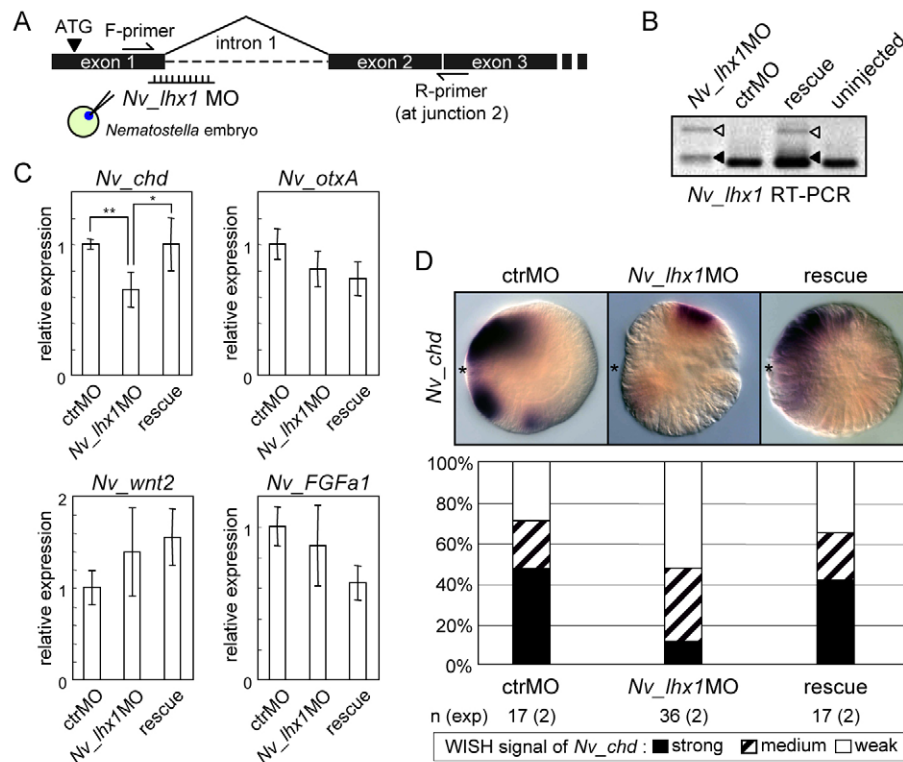 A
ATG
F-primer
intron 1
exon 1
exon 2
exon 3
Nv_lhx1 MO
R-primer
(at junction 2)
Nematostella embryo
B
Nv_lhx1MO
ctrMO
rescue
uninjected
Nv_lhx1 RT-PCR
C
Nv_chd
relative expression
**
*
1
0
ctrMO
Nv_lhx1MO
rescue
Nv_otxA
relative expression
1
0
ctrMO
Nv_lhx1MO
rescue
Nv_wnt2
relative expression
2
1
0
ctrMO
Nv_lhx1MO
rescue
Nv_FGFa1
relative expression
1
0
ctrMO
Nv_lhx1MO
rescue
D
ctrMO
Nv_lhx1MO
rescue
Nv_chd
*
*
*
100%
80%
60%
40%
20%
0%
ctrMO
Nv_lhx1MO
rescue
n (exp)
17 (2)
36 (2)
17 (2)
WISH signal of Nv_chd : strong medium weak